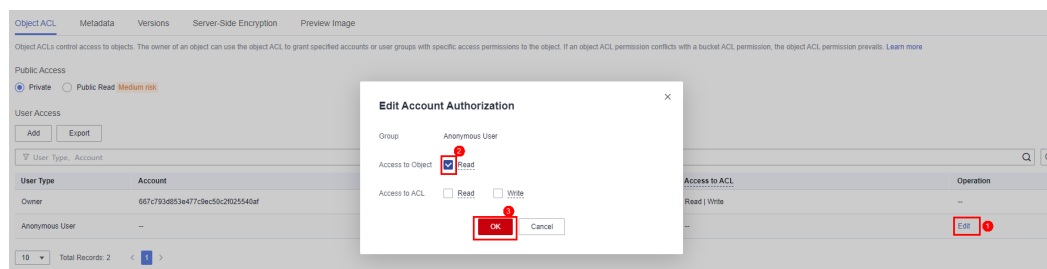 Object ACL Metadata Versions Server-Side Encryption Preview Image
Object ACLs control access to objects. The owner of an object can use the object ACL to grant specified accounts or user groups with specific access permissions to the object. If an object ACL permission conflicts with a bucket ACL permission, the object ACL permission prevails. Learn more
Public Access
Private Public Read Medium risk
User Access
Add Export
User Type, Account
User Type Account Access to ACL Operation
Owner 667c793d853e477c9ec50c2f025540af Read | Write --
Anonymous User -- -- Edit 1
10 Total Records: 2 < 1 >
Edit Account Authorization ×
Group Anonymous User
2
Access to Object Read
Access to ACL Read Write
3
OK Cancel